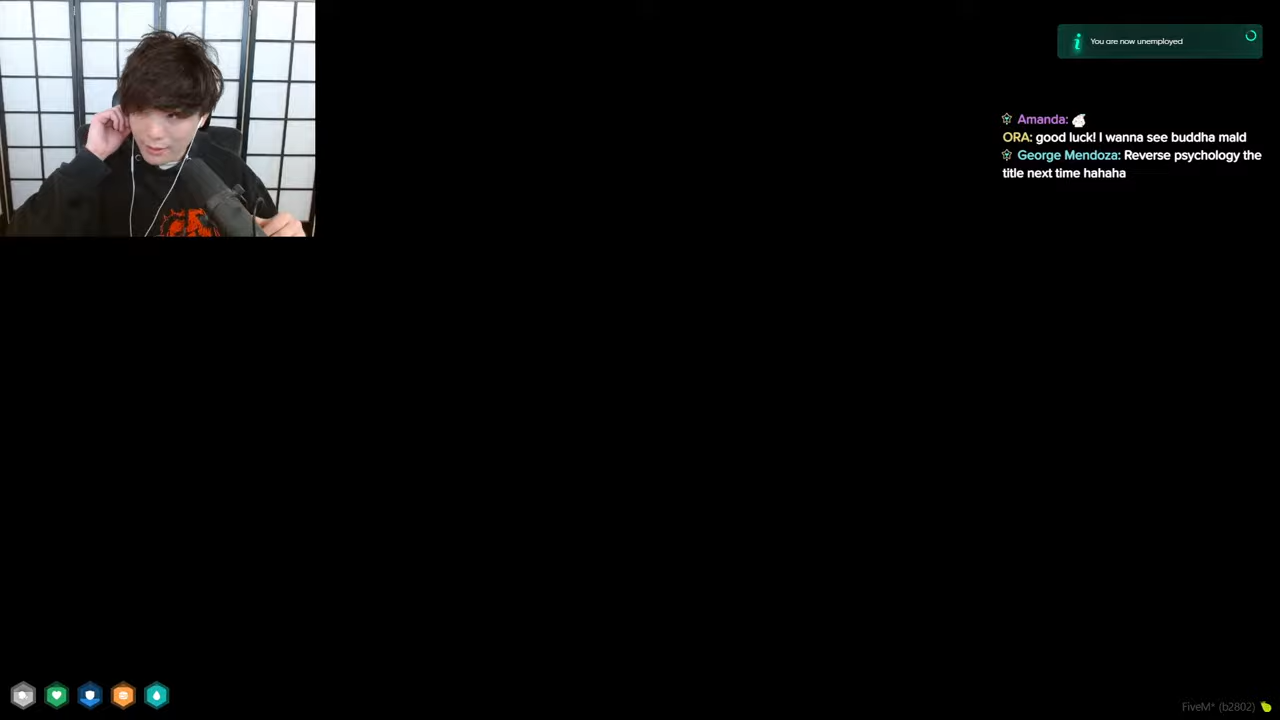 You are now unemployed
Amanda:
ORA: good luck! I wanna see buddha mald
George Mendoza: Reverse psychology the
title next time hahaha
FiveM* (b2802)